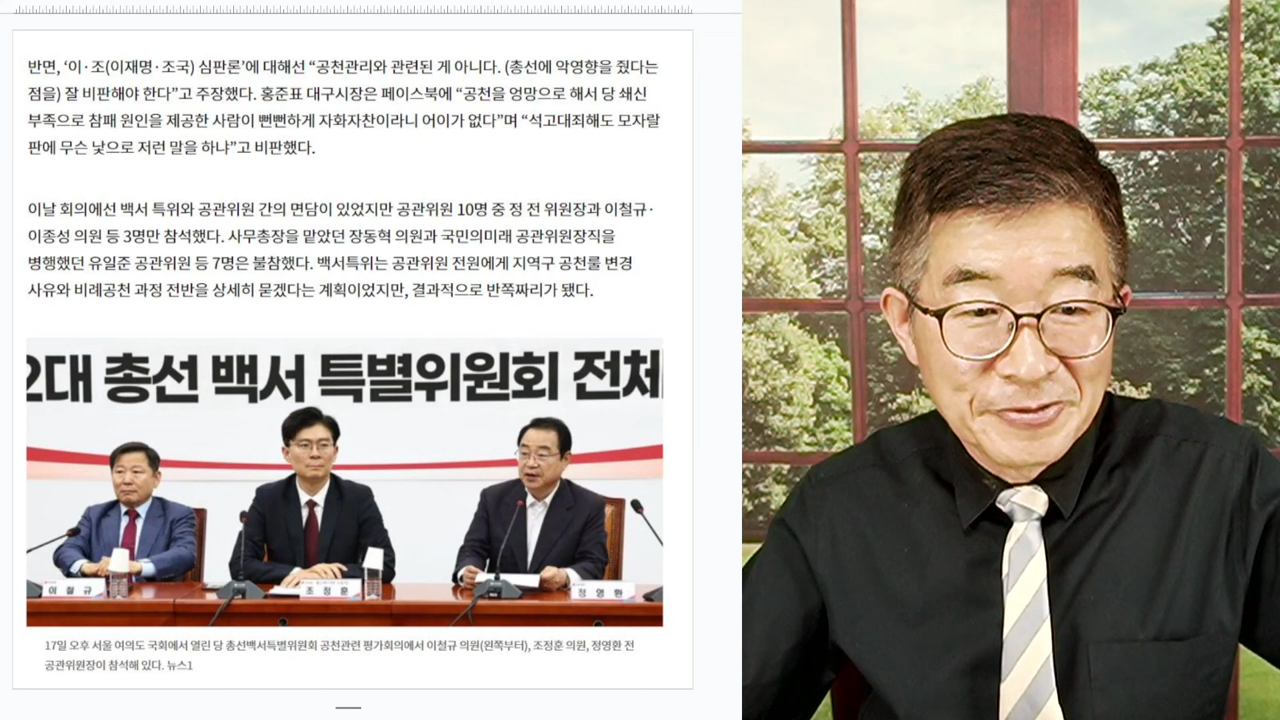 반면, ‘이·조(이재명·조국) 심판론’에 대해선 “공천관리와 관련된 게 아니다. (총선에 악영향을 줬다는
점을) 잘 비판해야 한다”고 주장했다. 홍준표 대구시장은 페이스북에 “공천을 엉망으로 해서 당 쇄신
부족으로 참패 원인을 제공한 사람이 뻔뻔하게 자화자찬이라니 어이가 없다”며 “석고대죄해도 모자랄
판에 무슨 낯으로 저런 말을 하냐”고 비판했다.
이날 회의에선 백서 특위와 공관위원 간의 면담이 있었지만 공관위원 10명 중 정 전 위원장과 이철규·
이종성 의원 등 3명만 참석했다. 사무총장을 맡았던 장동혁 의원과 국민의미래 공관위원장직을
병행했던 유일준 공관위원 등 7명은 불참했다. 백서특위는 공관위원 전원에게 지역구 공천룰 변경
사유와 비례공천 과정 전반을 상세히 묻겠다는 계획이었지만, 결과적으로 반쪽짜리가 됐다.
2대 총선 백서 특별위원회 전체
이 철 규
조 정 훈
정 영 환
17일 오후 서울 여의도 국회에서 열린 당 총선백서특별위원회 공천관련 평가회의에서 이철규 의원(왼쪽부터), 조정훈 의원, 정영환 전
공관위원장이 참석해 있다. 뉴스1